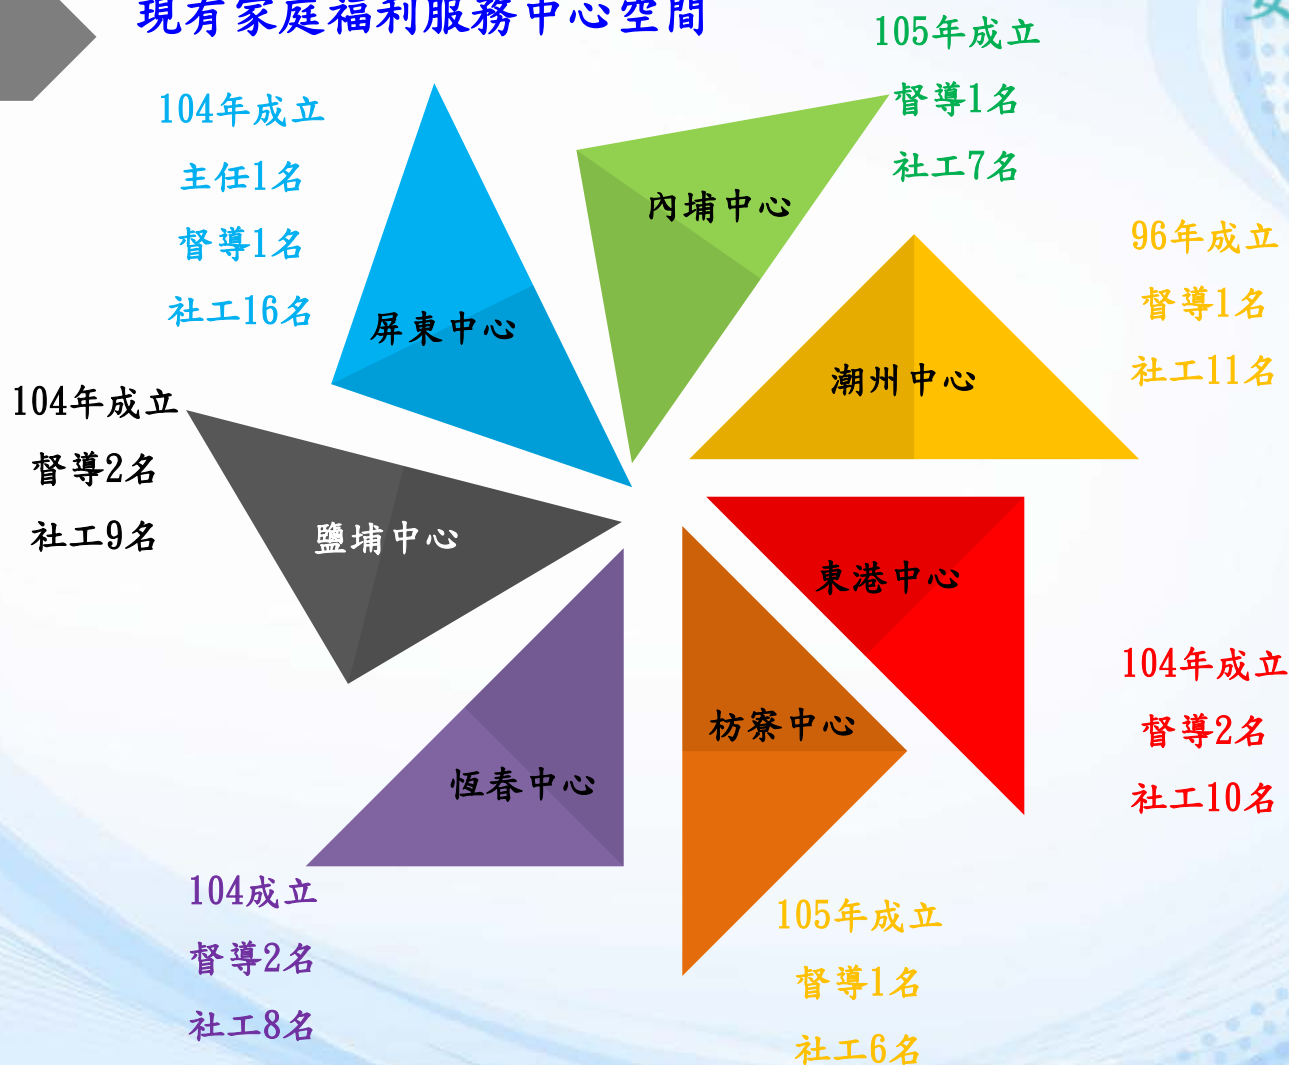 現有家庭福利服務中心空間
104年成立
主任1名
督導1名
社工16名
屏東中心
105年成立
督導1名
社工7名
內埔中心
96年成立
督導1名
社工11名
潮州中心
104年成立
督導2名
社工9名
鹽埔中心
東港中心
104年成立
督導2名
社工10名
枋寮中心
105年成立
督導1名
社工6名
恆春中心
104成立
督導2名
社工8名